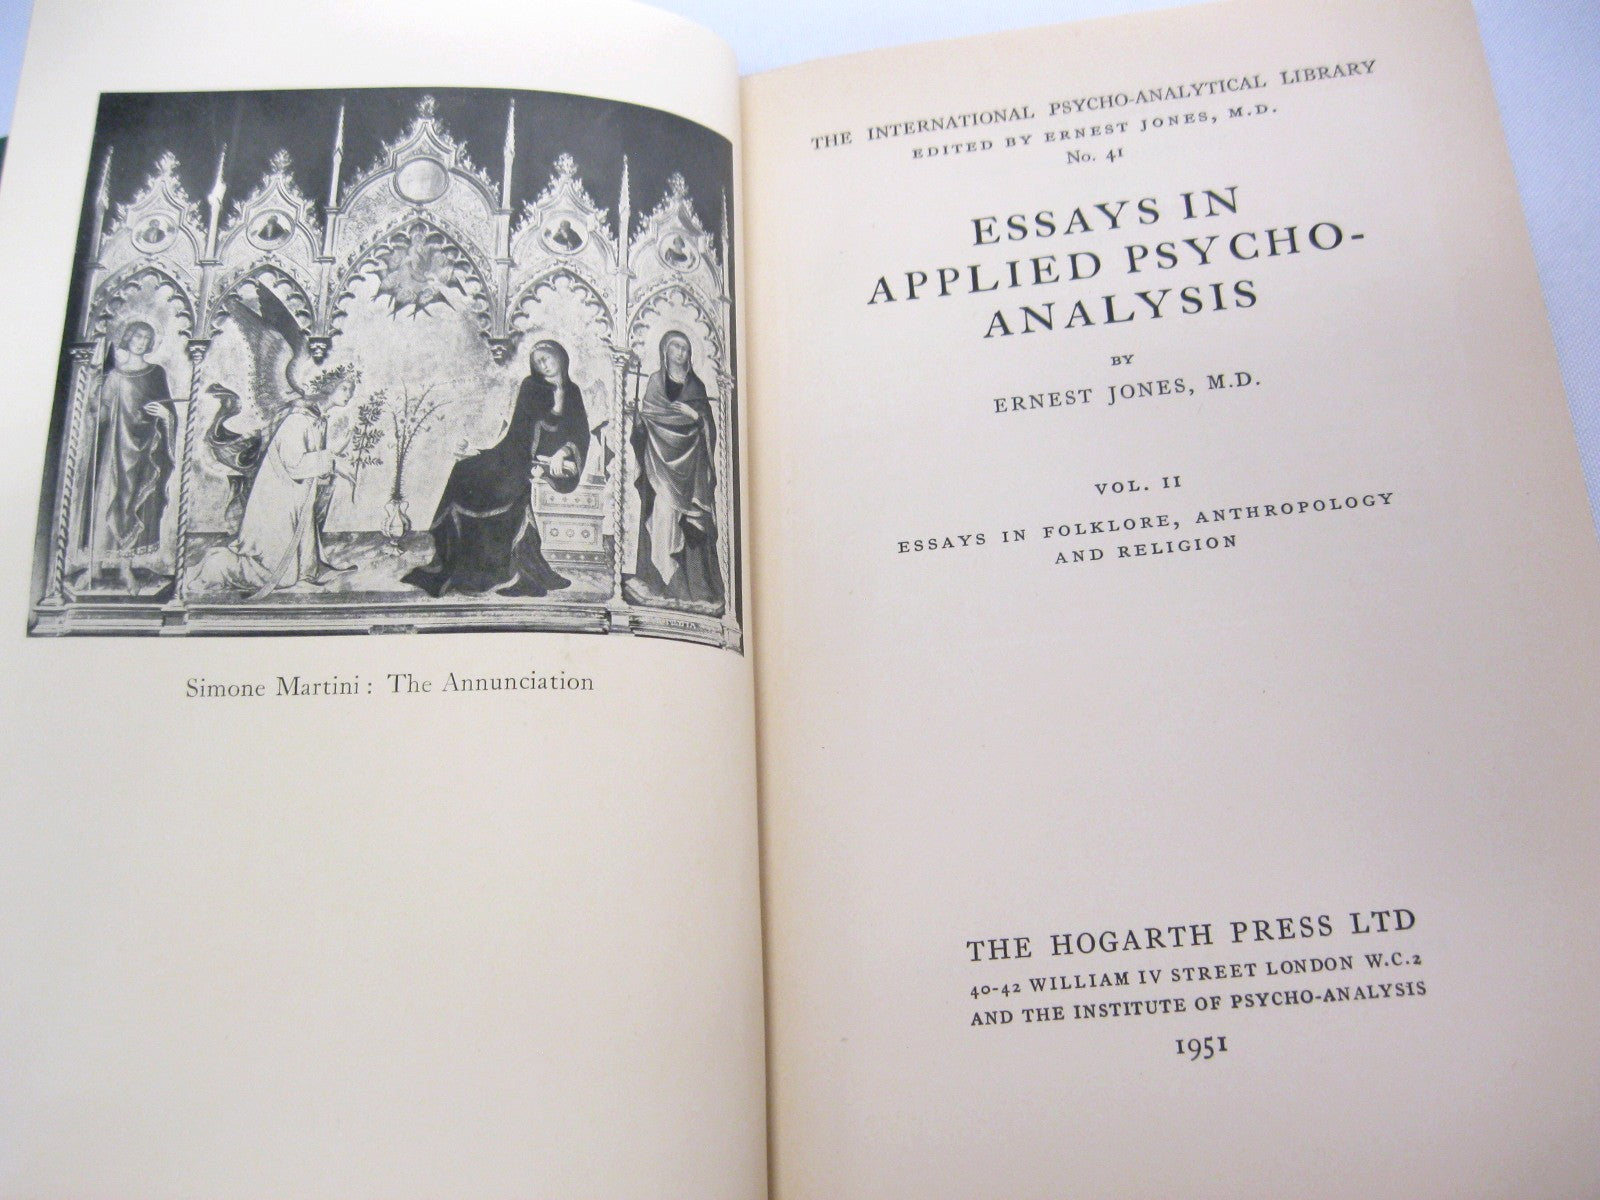 Simone Martini: The Annunciation
THE INTERNATIONAL PSYCHO-ANALYTICAL LIBRARY
EDITED BY ERNEST JONES, M.D.
No. 41
ESSAYS IN
APPLIED PSYCHO-
ANALYSIS
BY
ERNEST JONES, M.D.
VOL. II
ESSAYS IN FOLKLORE, ANTHROPOLOGY
AND RELIGION
THE HOGARTH PRESS LTD
40-42 WILLIAM IV STREET LONDON W.C.2
AND THE INSTITUTE OF PSYCHO-ANALYSIS
1951